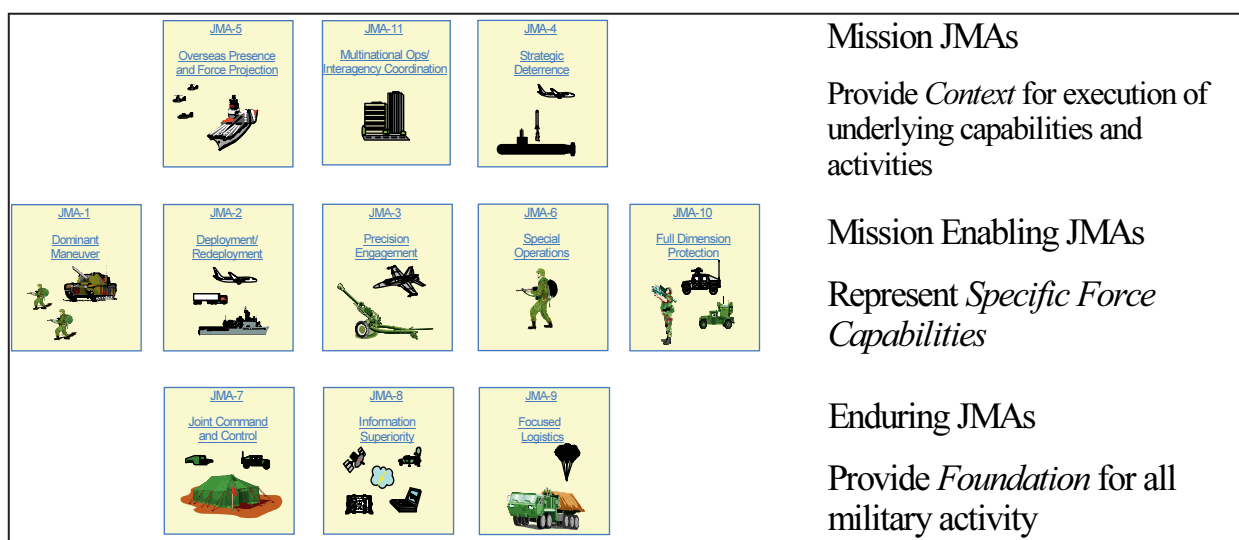 JMA-5
Overseas Presence
and Force Projection
JMA-11
Multinational Ops/
Interagency Coordination
JMA-4
Strategic
Deterrence
Mission JMAs
Provide Context for execution of
underlying capabilities and
activities
JMA-1
Dominant
Maneuver
JMA-2
Deployment/
Redeployment
JMA-3
Precision
Engagement
JMA-6
Special
Operations
JMA-10
Full Dimension
Protection
Mission Enabling JMAs
Represent Specific Force
Capabilities
JMA-7
Joint Command
and Control
JMA-8
Information
Superiority
JMA-9
Focused
Logistics
Enduring JMAs
Provide Foundation for all
military activity